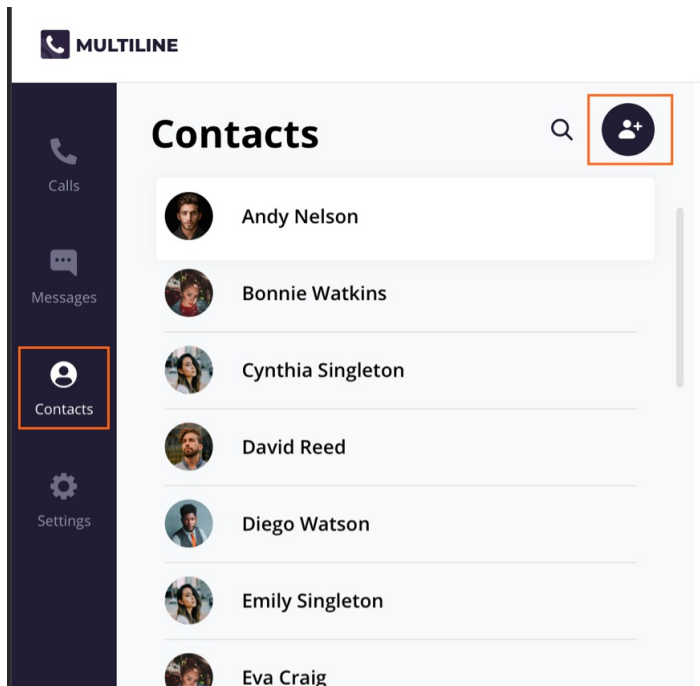 MULTILINE
Calls
Messages
Contacts
Settings
Contacts
Andy Nelson
Bonnie Watkins
Cynthia Singleton
David Reed
Diego Watson
Emily Singleton
Eva Craig